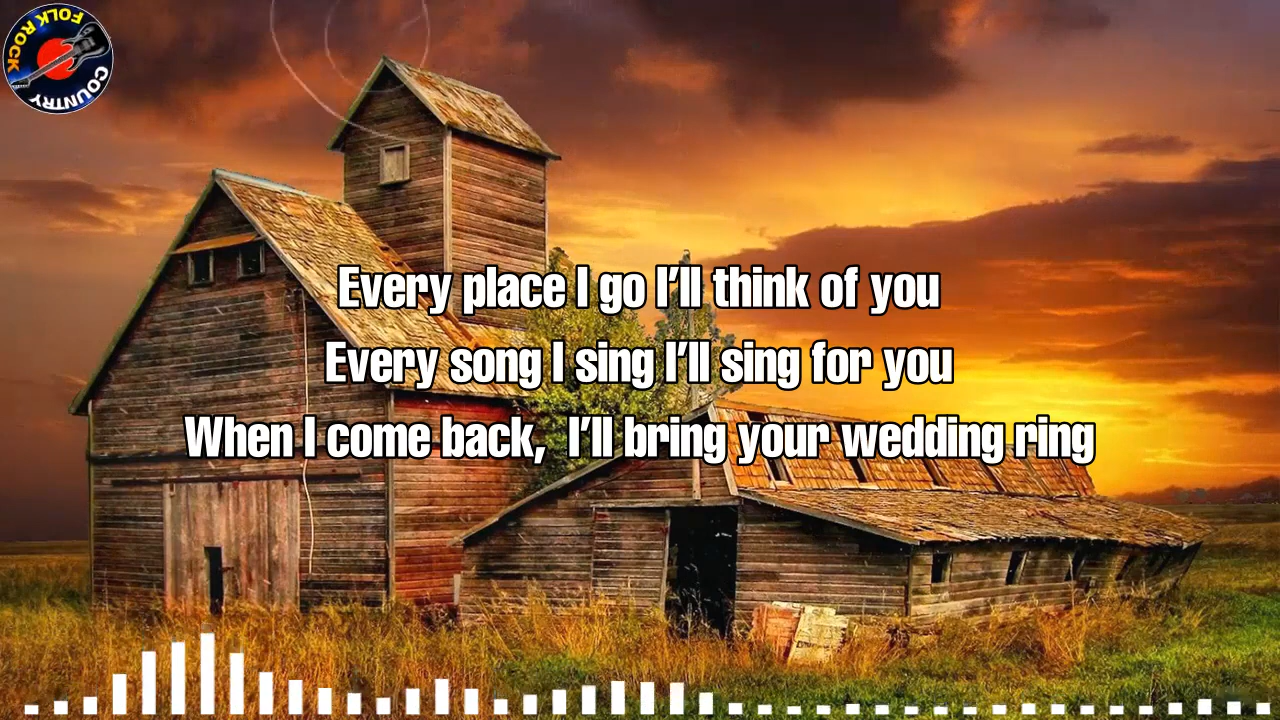 FOLK ROCK
COUNTRY
Every place I go I'll think of you
Every song I sing I'll sing for you
When I come back,  I'll bring your wedding ring